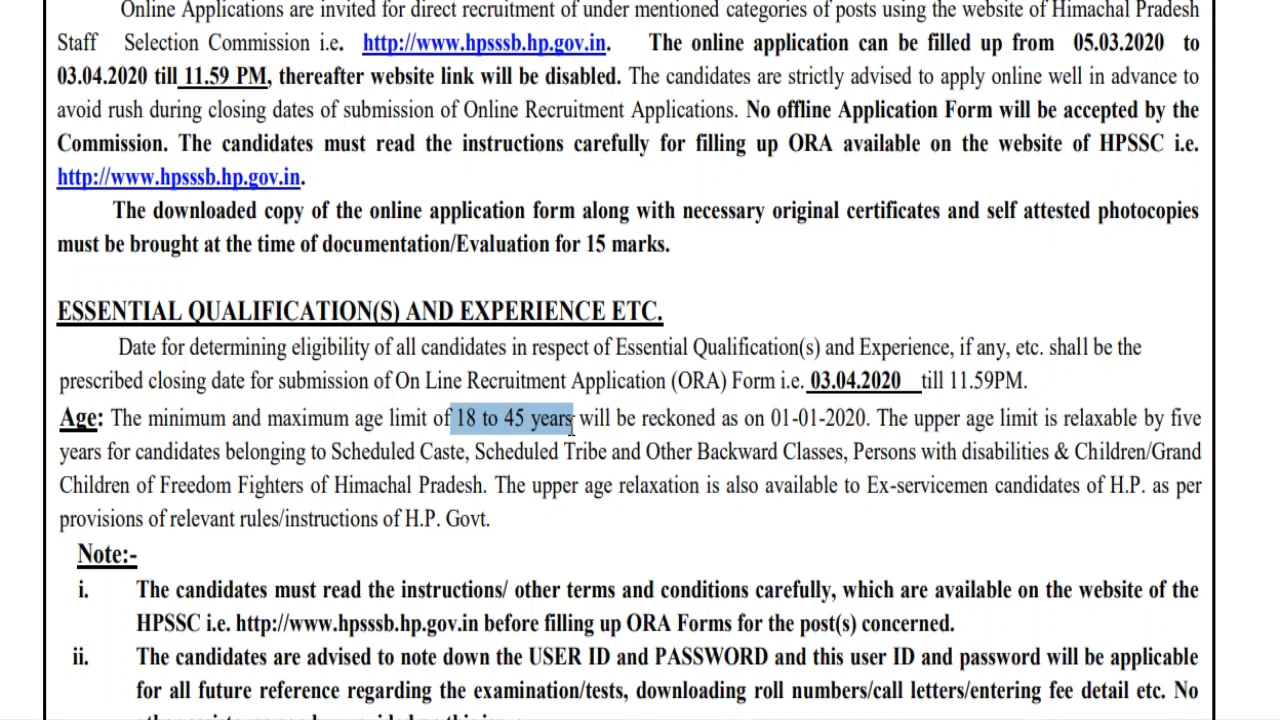 Online Applications are invited for direct recruitment of under mentioned categories of posts using the website of Himachal Pradesh
Staff Selection Commission i.e. http://www.hpsssb.hp.gov.in. The online application can be filled up from 05.03.2020 to
03.04.2020 till 11.59 PM, thereafter website link will be disabled. The candidates are strictly advised to apply online well in advance to
avoid rush during closing dates of submission of Online Recruitment Applications. No offline Application Form will be accepted by the
Commission. The candidates must read the instructions carefully for filling up ORA available on the website of HPSSC i.e.
http://www.hpsssb.hp.gov.in.
The downloaded copy of the online application form along with necessary original certificates and self attested photocopies
must be brought at the time of documentation/Evaluation for 15 marks.
ESSENTIAL QUALIFICATION(S) AND EXPERIENCE ETC.
Date for determining eligibility of all candidates in respect of Essential Qualification(s) and Experience, if any, etc. shall be the
prescribed closing date for submission of On Line Recruitment Application (ORA) Form i.e. 03.04.2020 till 11.59PM.
Age: The minimum and maximum age limit of 18 to 45 years will be reckoned as on 01-01-2020. The upper age limit is relaxable by five
years for candidates belonging to Scheduled Caste, Scheduled Tribe and Other Backward Classes, Persons with disabilities & Children/Grand
Children of Freedom Fighters of Himachal Pradesh. The upper age relaxation is also available to Ex-servicemen candidates of H.P. as per
provisions of relevant rules/instructions of H.P. Govt.
Note:-
i. The candidates must read the instructions/ other terms and conditions carefully, which are available on the website of the
HPSSC i.e. http://www.hpsssb.hp.gov.in before filling up ORA Forms for the post(s) concerned.
ii. The candidates are advised to note down the USER ID and PASSWORD and this user ID and password will be applicable
for all future reference regarding the examination/tests, downloading roll numbers/call letters/entering fee detail etc. No